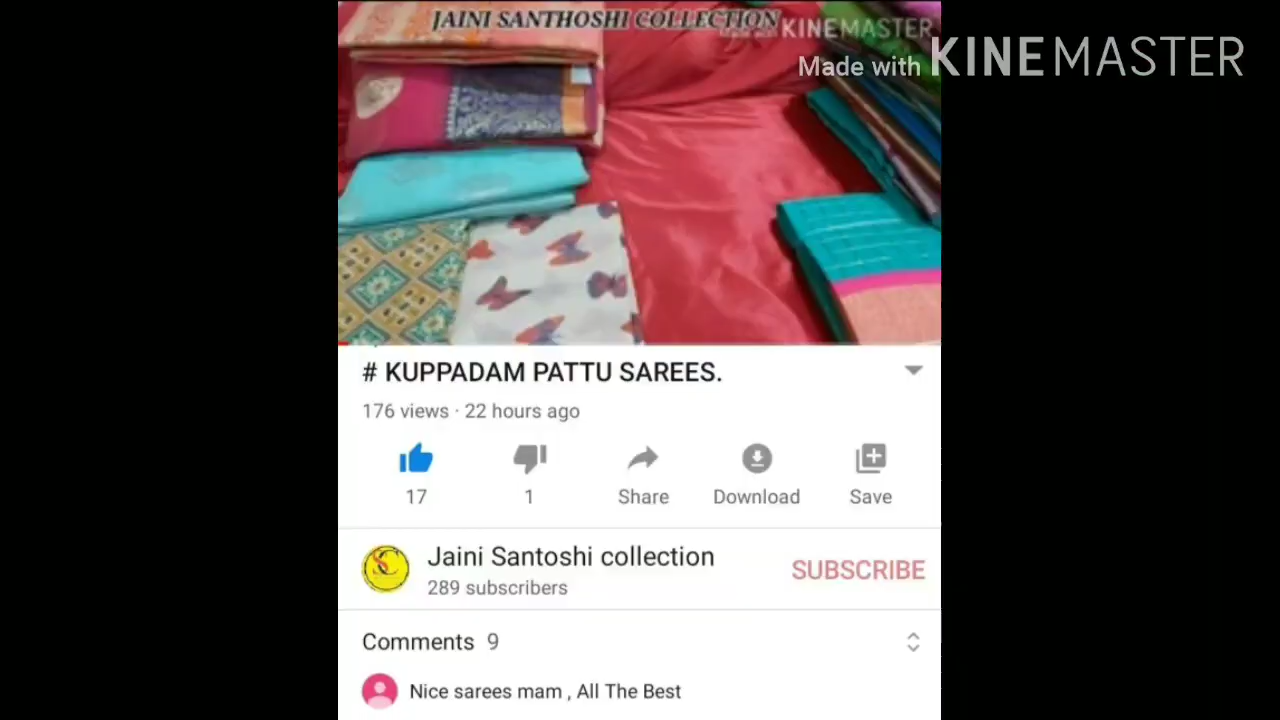 JAINI SANTHOSHI COLLECTION
KINEMASTER
Made with KINEMASTER
# KUPPADAM PATTU SAREES.
176 views · 22 hours ago
17
1
Share
Download
Save
SC
Jaini Santoshi collection
289 subscribers
SUBSCRIBE
Comments 9
Nice sarees mam , All The Best